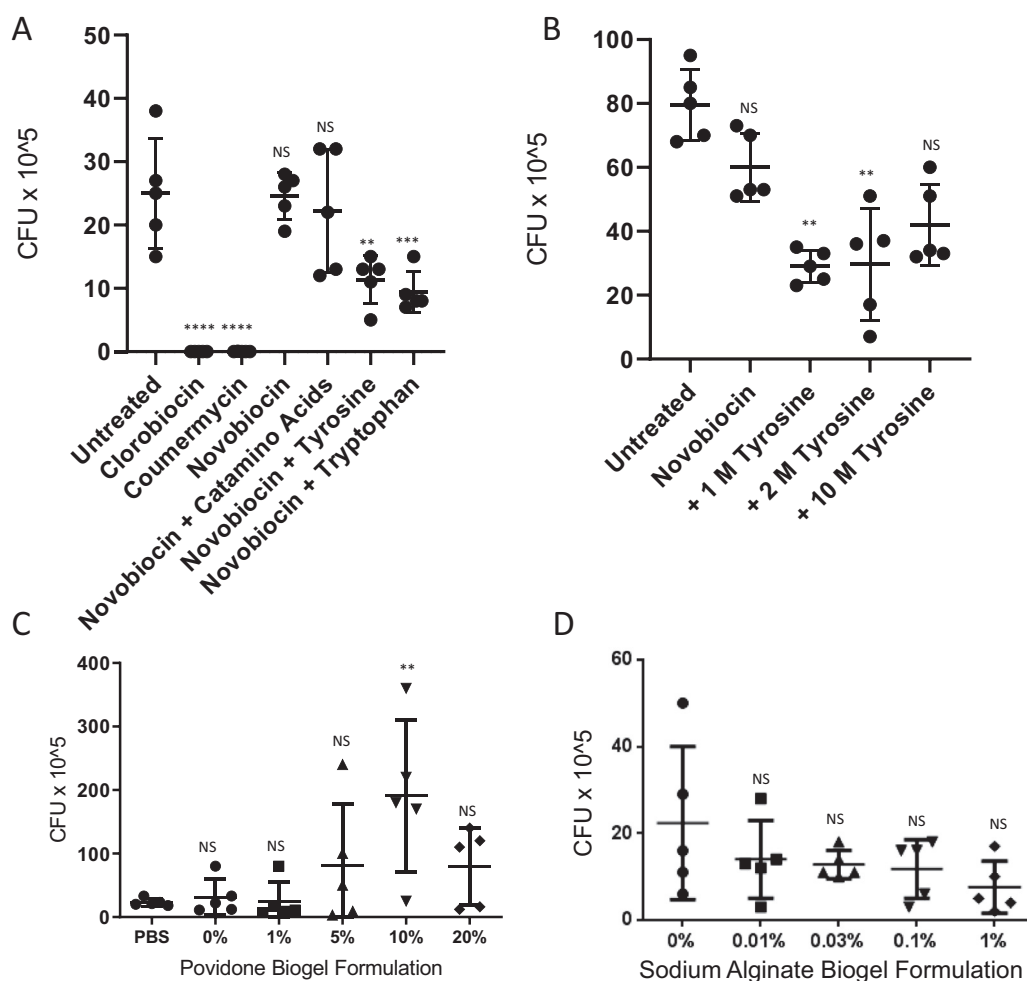 A
CFU x 10^5
50
40
30
20
10
0
****
****
NS
NS
**
***
Untreated
Clorobiocin
Coumermycin
Novobiocin
Novobiocin + Catamino Acids
Novobiocin + Tyrosine
Novobiocin + Tryptophan
B
CFU x 10^5
100
80
60
40
20
0
NS
**
**
NS
Untreated
Novobiocin
+ 1 M Tyrosine
+ 2 M Tyrosine
+ 10 M Tyrosine
C
CFU x 10^5
400
300
200
100
0
NS
NS
NS
**
NS
PBS 0% 1% 5% 10% 20%
Povidone Biogel Formulation
D
CFU x 10^5
60
40
20
0
NS
NS
NS
NS
0% 0.01% 0.03% 0.1% 1%
Sodium Alginate Biogel Formulation